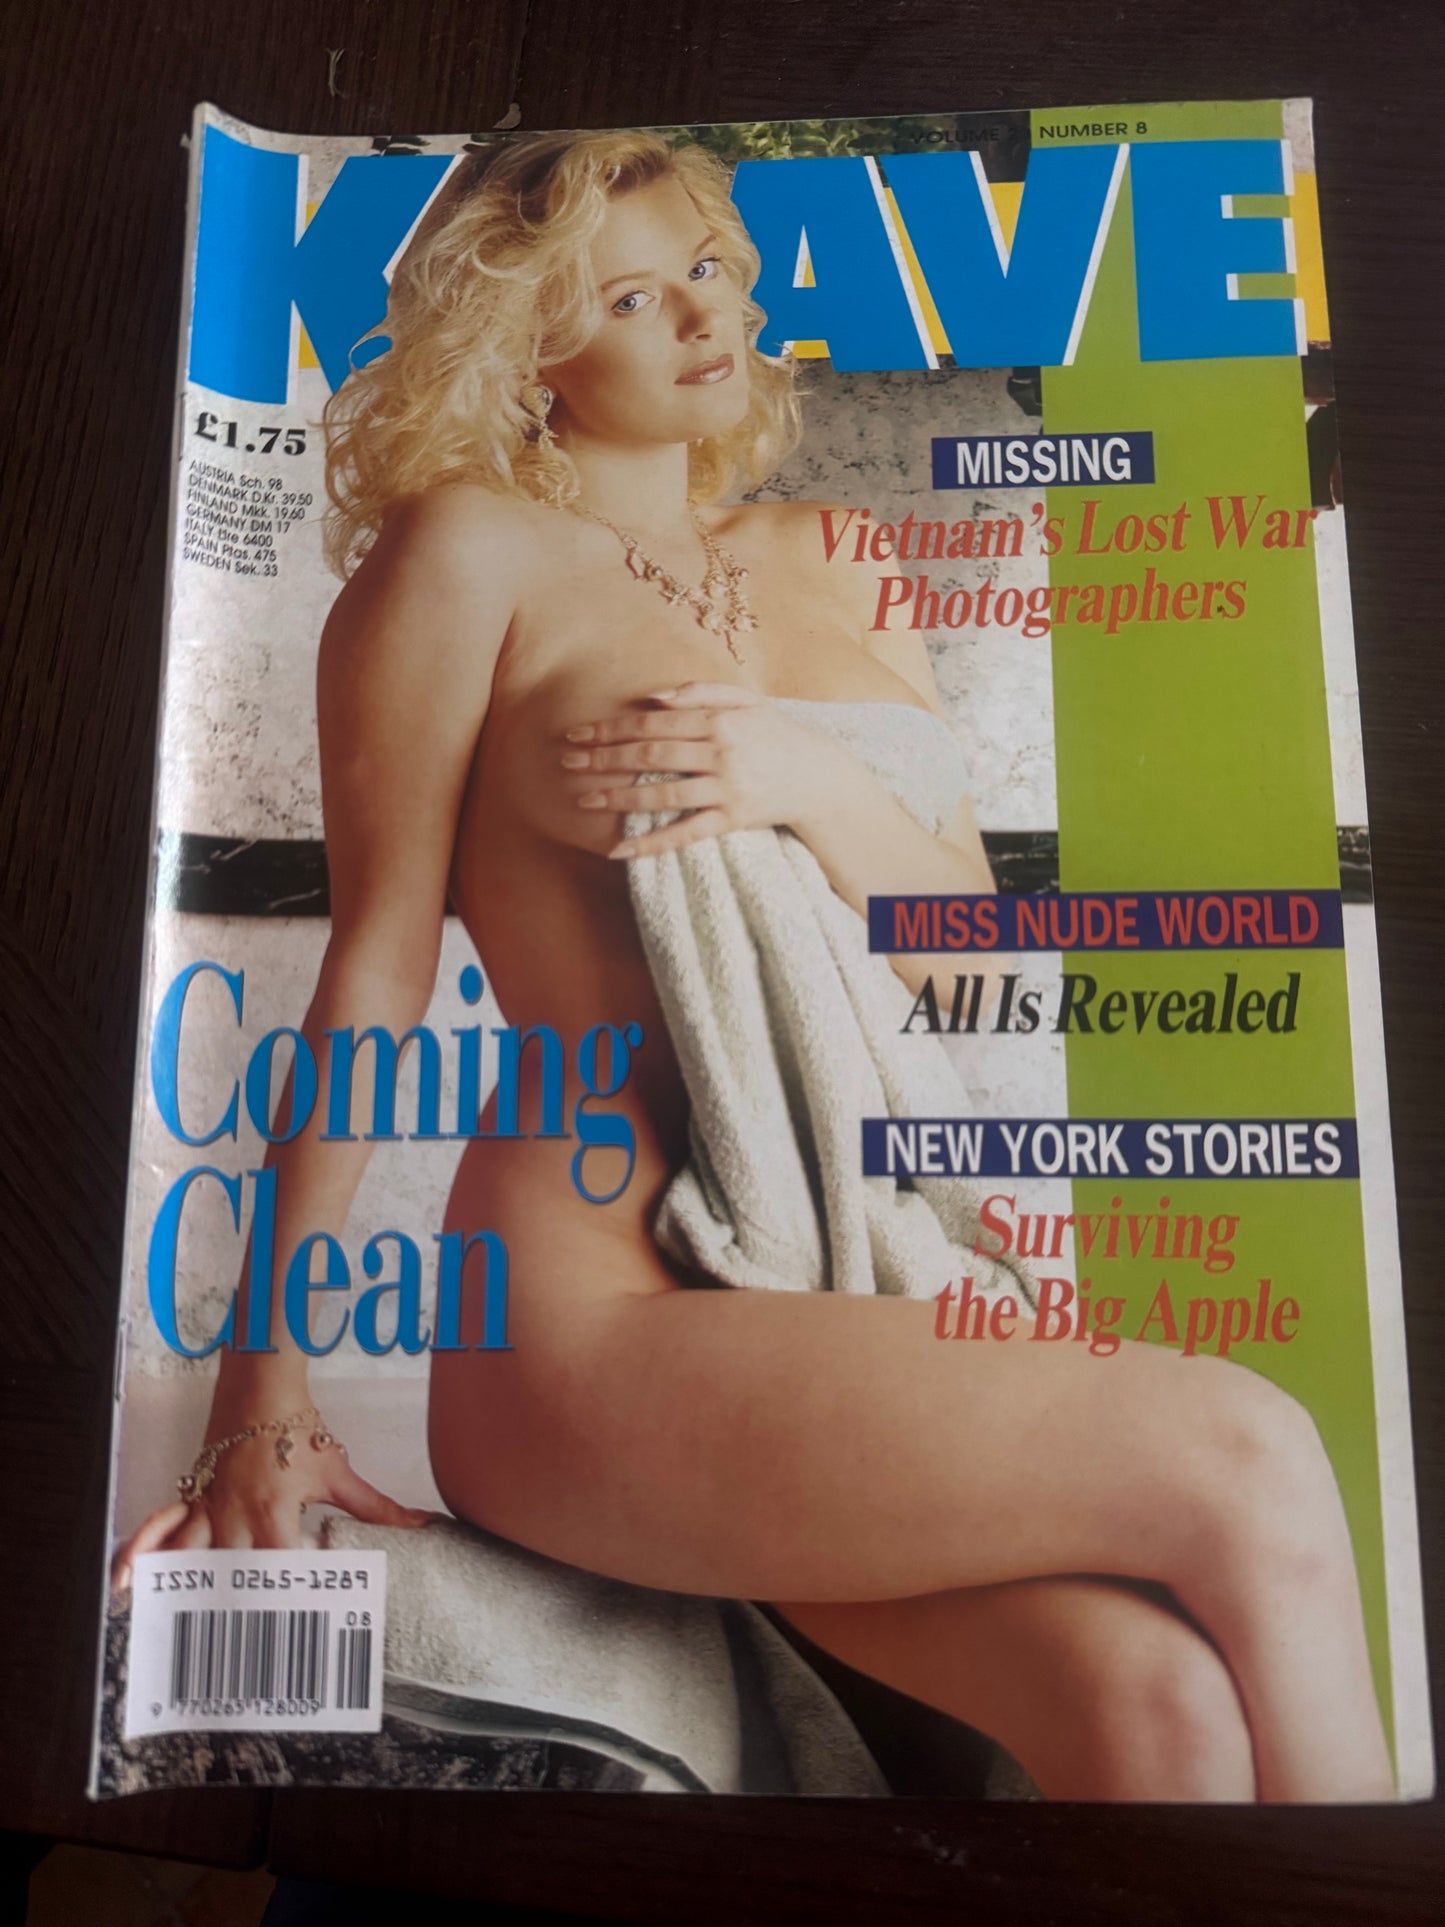 VOLUME 2 NUMBER 8
K AVE
£1.75
AUSTRIA Sch. 98
DENMARK D.Kr. 39.50
FINLAND Mkk. 19.60
GERMANY DM 17
ITALY Lire 6400
SPAIN Ptas. 475
SWEDEN Sek. 33
MISSING
Vietnam's Lost War
Photographers
MISS NUDE WORLD
All Is Revealed
NEW YORK STORIES
Surviving
the Big Apple
Coming
Clean
ISSN 0265-1289
08
9 770265 128009